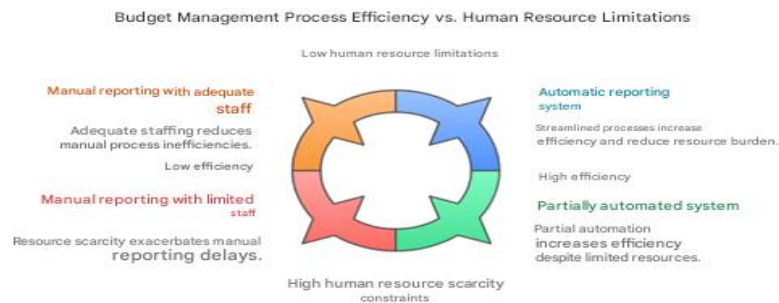 Budget Management Process Efficiency vs. Human Resource Limitations
Low human resource limitations
Manual reporting with adequate
staff
Adequate staffing reduces
manual process inefficiencies.
Low efficiency
Manual reporting with limited
staff
Resource scarcity exacerbates manual
reporting delays.
Automatic reporting
system
Streamlined processes increase
efficiency and reduce resource burden.
High efficiency
Partially automated system
Partial automation
increases efficiency
despite limited resources.
High human resource scarcity
constraints